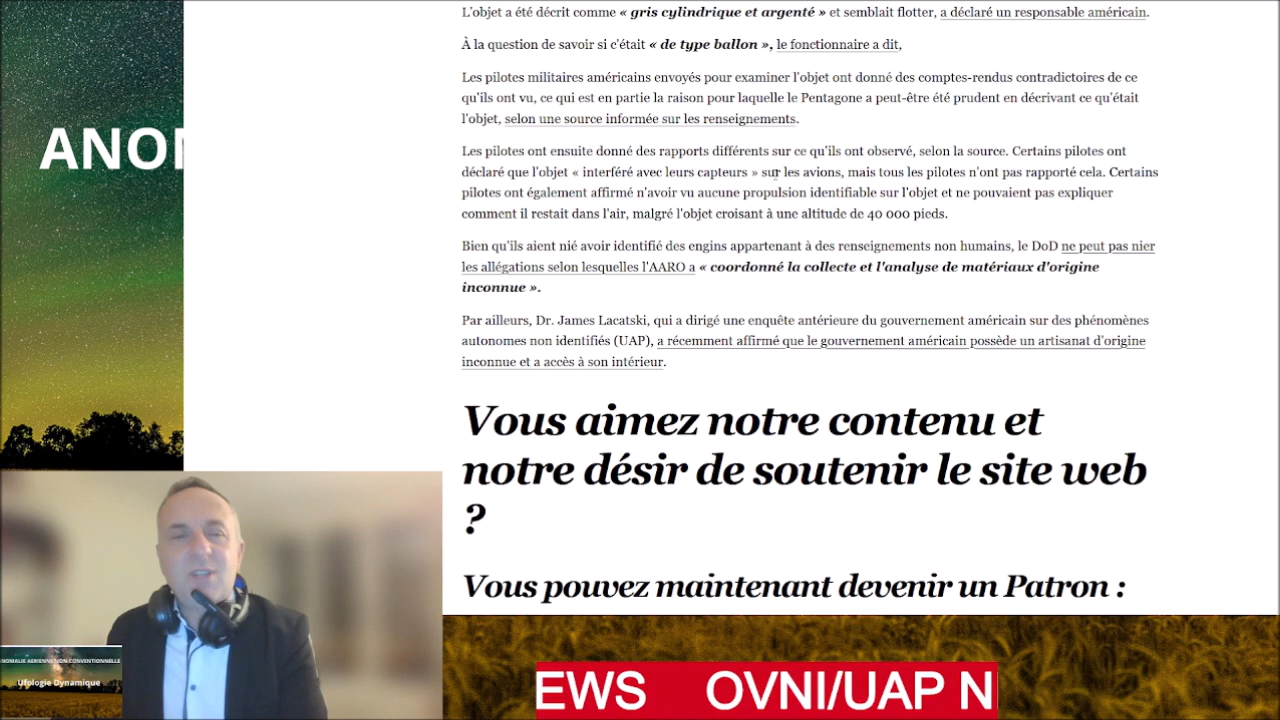 L'objet a été décrit comme « gris cylindrique et argenté » et semblait flotter, a déclaré un responsable américain.
À la question de savoir si c'était « de type ballon », le fonctionnaire a dit,
Les pilotes militaires américains envoyés pour examiner l'objet ont donné des comptes-rendus contradictoires de ce
qu'ils ont vu, ce qui est en partie la raison pour laquelle le Pentagone a peut-être été prudent en décrivant ce qu'était
l'objet, selon une source informée sur les renseignements.
Les pilotes ont ensuite donné des rapports différents sur ce qu'ils ont observé, selon la source. Certains pilotes ont
déclaré que l'objet « interféré avec leurs capteurs » sur les avions, mais tous les pilotes n'ont pas rapporté cela. Certains
pilotes ont également affirmé n'avoir vu aucune propulsion identifiable sur l'objet et ne pouvaient pas expliquer
comment il restait dans l'air, malgré l'objet croisant à une altitude de 40 000 pieds.
Bien qu'ils aient nié avoir identifié des engins appartenant à des renseignements non humains, le DoD ne peut pas nier
les allégations selon lesquelles l'AARO a « coordonné la collecte et l'analyse de matériaux d'origine
inconnue ».
Par ailleurs, Dr. James Lacatski, qui a dirigé une enquête antérieure du gouvernement américain sur des phénomènes
autonomes non identifiés (UAP), a récemment affirmé que le gouvernement américain possède un artisanat d'origine
inconnue et a accès à son intérieur.
Vous aimez notre contenu et
notre désir de soutenir le site web
?
Vous pouvez maintenant devenir un Patron :
ANOM
NOMALIE AERIENNE NON-CONVENTIONNELLE
Ufologie Dynamique
EWS OVNI/UAP N